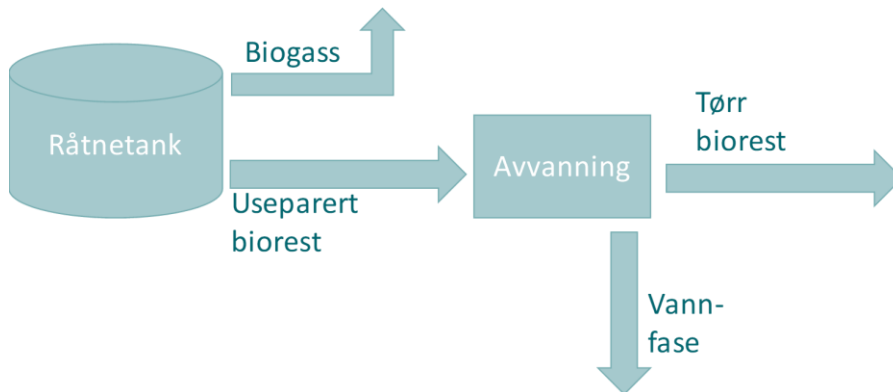 Biogass
Råtnetank
Useparert
biorest
Avvanning
Tørr
biorest
Vann-
fase